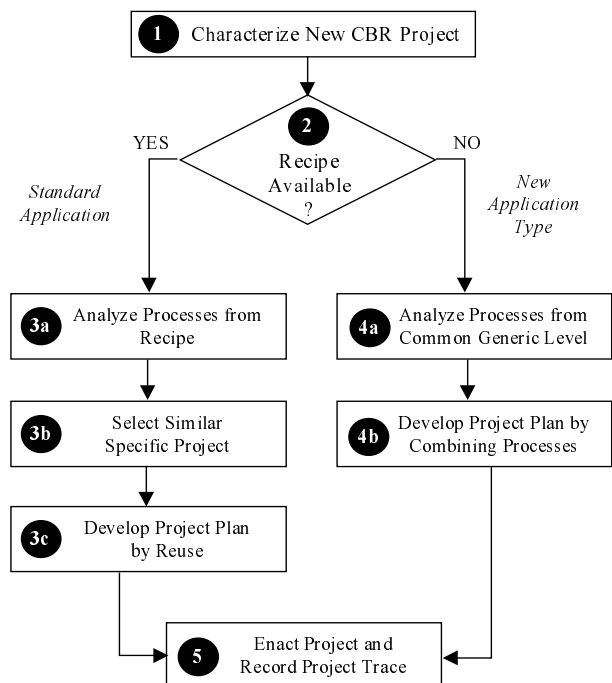 1 Characterize New CBR Project
2
YES
NO
Recipe
Available
?
Standard
Application
New
Application
Type
3a
Analyze Processes from
Recipe
4a
Analyze Processes from
Common Generic Level
3b
Select Similar
Specific Project
4b
Develop Project Plan by
Combining Processes
3c
Develop Project Plan
by Reuse
5
Enact Project and
Record Project Trace